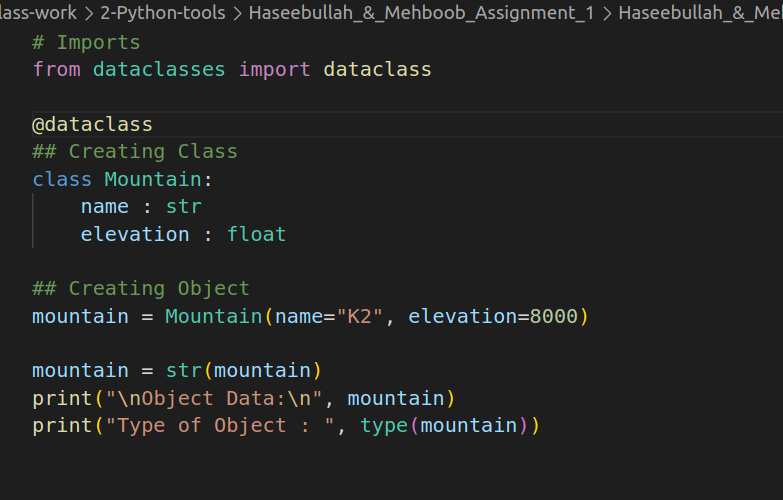 lass-work > 2-Python-tools > Haseebullah_&_Mehboob_Assignment_1 > Haseebullah_&_Meh
# Imports
from dataclasses import dataclass
@dataclass
## Creating Class
class Mountain:
    name : str
    elevation : float
## Creating Object
mountain = Mountain(name="K2", elevation=8000)
mountain = str(mountain)
print("\nObject Data:\n", mountain)
print("Type of Object : ", type(mountain))